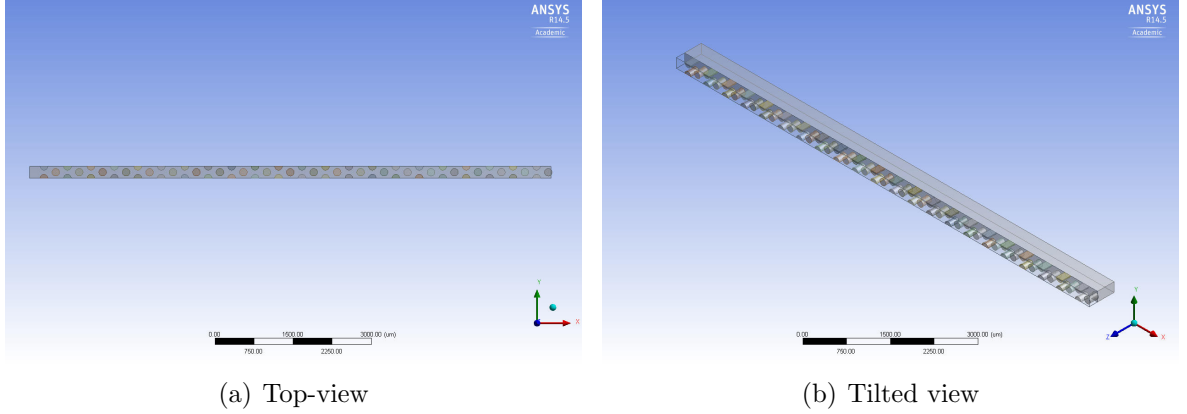 ANSYS
R14.5
Academic
Y
X
0.00
1500.00
3000.00 (um)
750.00
2250.00
(a) Top-view
ANSYS
R14.5
Academic
Y
Z
X
0.00
1500.00
3000.00 (um)
750.00
2250.00
(b) Tilted view